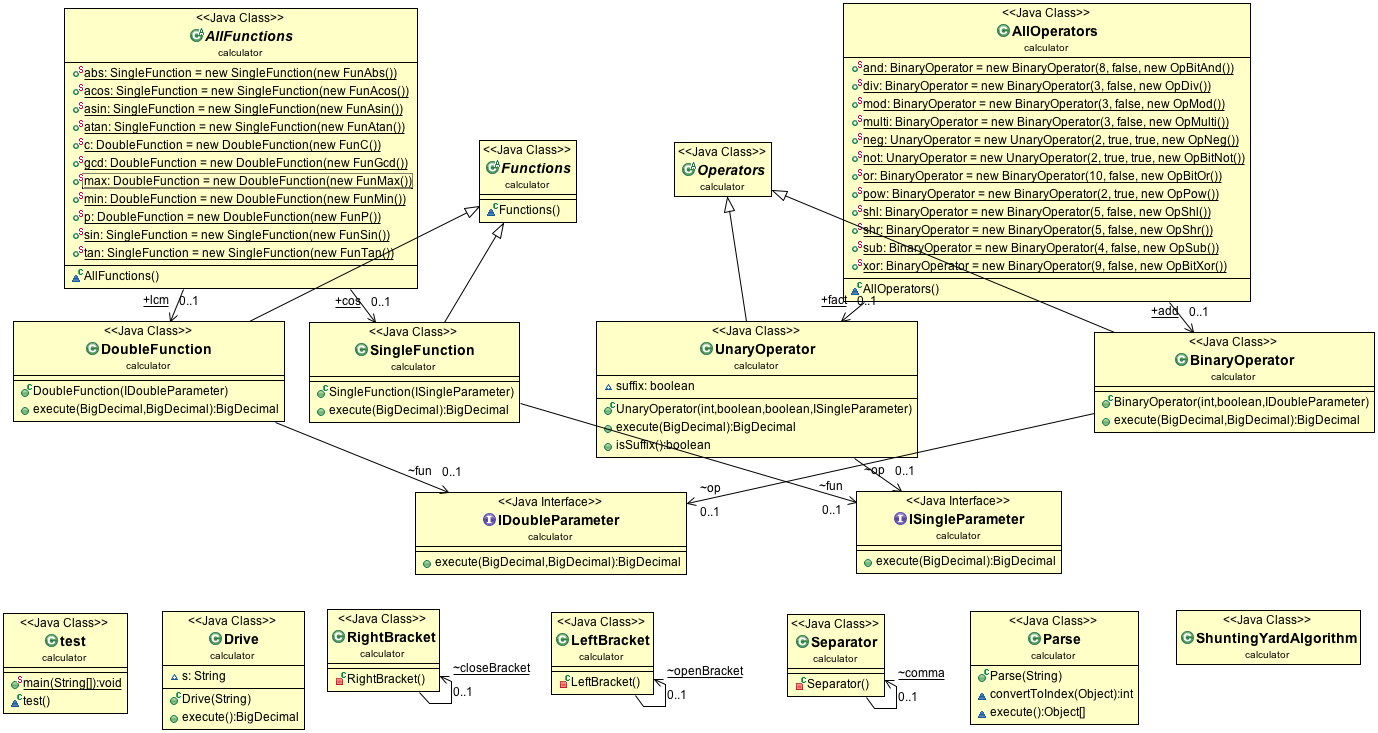 <<Java Class>>
AllFunctions
calculator
abs: SingleFunction = new SingleFunction(new FunAbs())
acos: SingleFunction = new SingleFunction(new FunAcos())
asin: SingleFunction = new SingleFunction(new FunAsin())
atan: SingleFunction = new SingleFunction(new FunAtan())
c: DoubleFunction = new DoubleFunction(new FunC())
gcd: DoubleFunction = new DoubleFunction(new FunGcd())
max: DoubleFunction = new DoubleFunction(new FunMax())
min: DoubleFunction = new DoubleFunction(new FunMin())
p: DoubleFunction = new DoubleFunction(new FunP())
sin: SingleFunction = new SingleFunction(new FunSin())
tan: SingleFunction = new SingleFunction(new FunTan())
AllFunctions()
<<Java Class>>
Functions
calculator
Functions()
<<Java Class>>
Operators
calculator
<<Java Class>>
AllOperators
calculator
and: BinaryOperator = new BinaryOperator(8, false, new OpBitAnd())
div: BinaryOperator = new BinaryOperator(3, false, new OpDiv())
mod: BinaryOperator = new BinaryOperator(3, false, new OpMod())
multi: BinaryOperator = new BinaryOperator(3, false, new OpMulti())
neg: UnaryOperator = new UnaryOperator(2, true, true, new OpNeg())
not: UnaryOperator = new UnaryOperator(2, true, true, new OpBitNot())
or: BinaryOperator = new BinaryOperator(10, false, new OpBitOr())
pow: BinaryOperator = new BinaryOperator(2, true, new OpPow())
shl: BinaryOperator = new BinaryOperator(5, false, new OpShl())
shr: BinaryOperator = new BinaryOperator(5, false, new OpShr())
sub: BinaryOperator = new BinaryOperator(4, false, new OpSub())
xor: BinaryOperator = new BinaryOperator(9, false, new OpBitXor())
AllOperators()
+lcm 0..1
+cos 0..1
+fact 0..1
+add 0..1
<<Java Class>>
DoubleFunction
calculator
DoubleFunction(IDoubleParameter)
execute(BigDecimal,BigDecimal):BigDecimal
<<Java Class>>
SingleFunction
calculator
SingleFunction(ISingleParameter)
execute(BigDecimal):BigDecimal
<<Java Class>>
UnaryOperator
calculator
suffix: boolean
UnaryOperator(int,boolean,boolean,ISingleParameter)
execute(BigDecimal):BigDecimal
isSuffix():boolean
<<Java Class>>
BinaryOperator
calculator
BinaryOperator(int,boolean,IDoubleParameter)
execute(BigDecimal,BigDecimal):BigDecimal
~fun 0..1
~op
0..1
~fun
0..1
~op 0..1
<<Java Interface>>
IDoubleParameter
calculator
execute(BigDecimal,BigDecimal):BigDecimal
<<Java Interface>>
ISingleParameter
calculator
execute(BigDecimal):BigDecimal
<<Java Class>>
test
calculator
main(String[]):void
test()
<<Java Class>>
Drive
calculator
s: String
Drive(String)
execute():BigDecimal
<<Java Class>>
RightBracket
calculator
RightBracket()
~closeBracket
0..1
<<Java Class>>
LeftBracket
calculator
LeftBracket()
~openBracket
0..1
<<Java Class>>
Separator
calculator
Separator()
~comma
0..1
<<Java Class>>
Parse
calculator
Parse(String)
convertToIndex(Object):int
execute():Object[]
<<Java Class>>
ShuntingYardAlgorithm
calculator